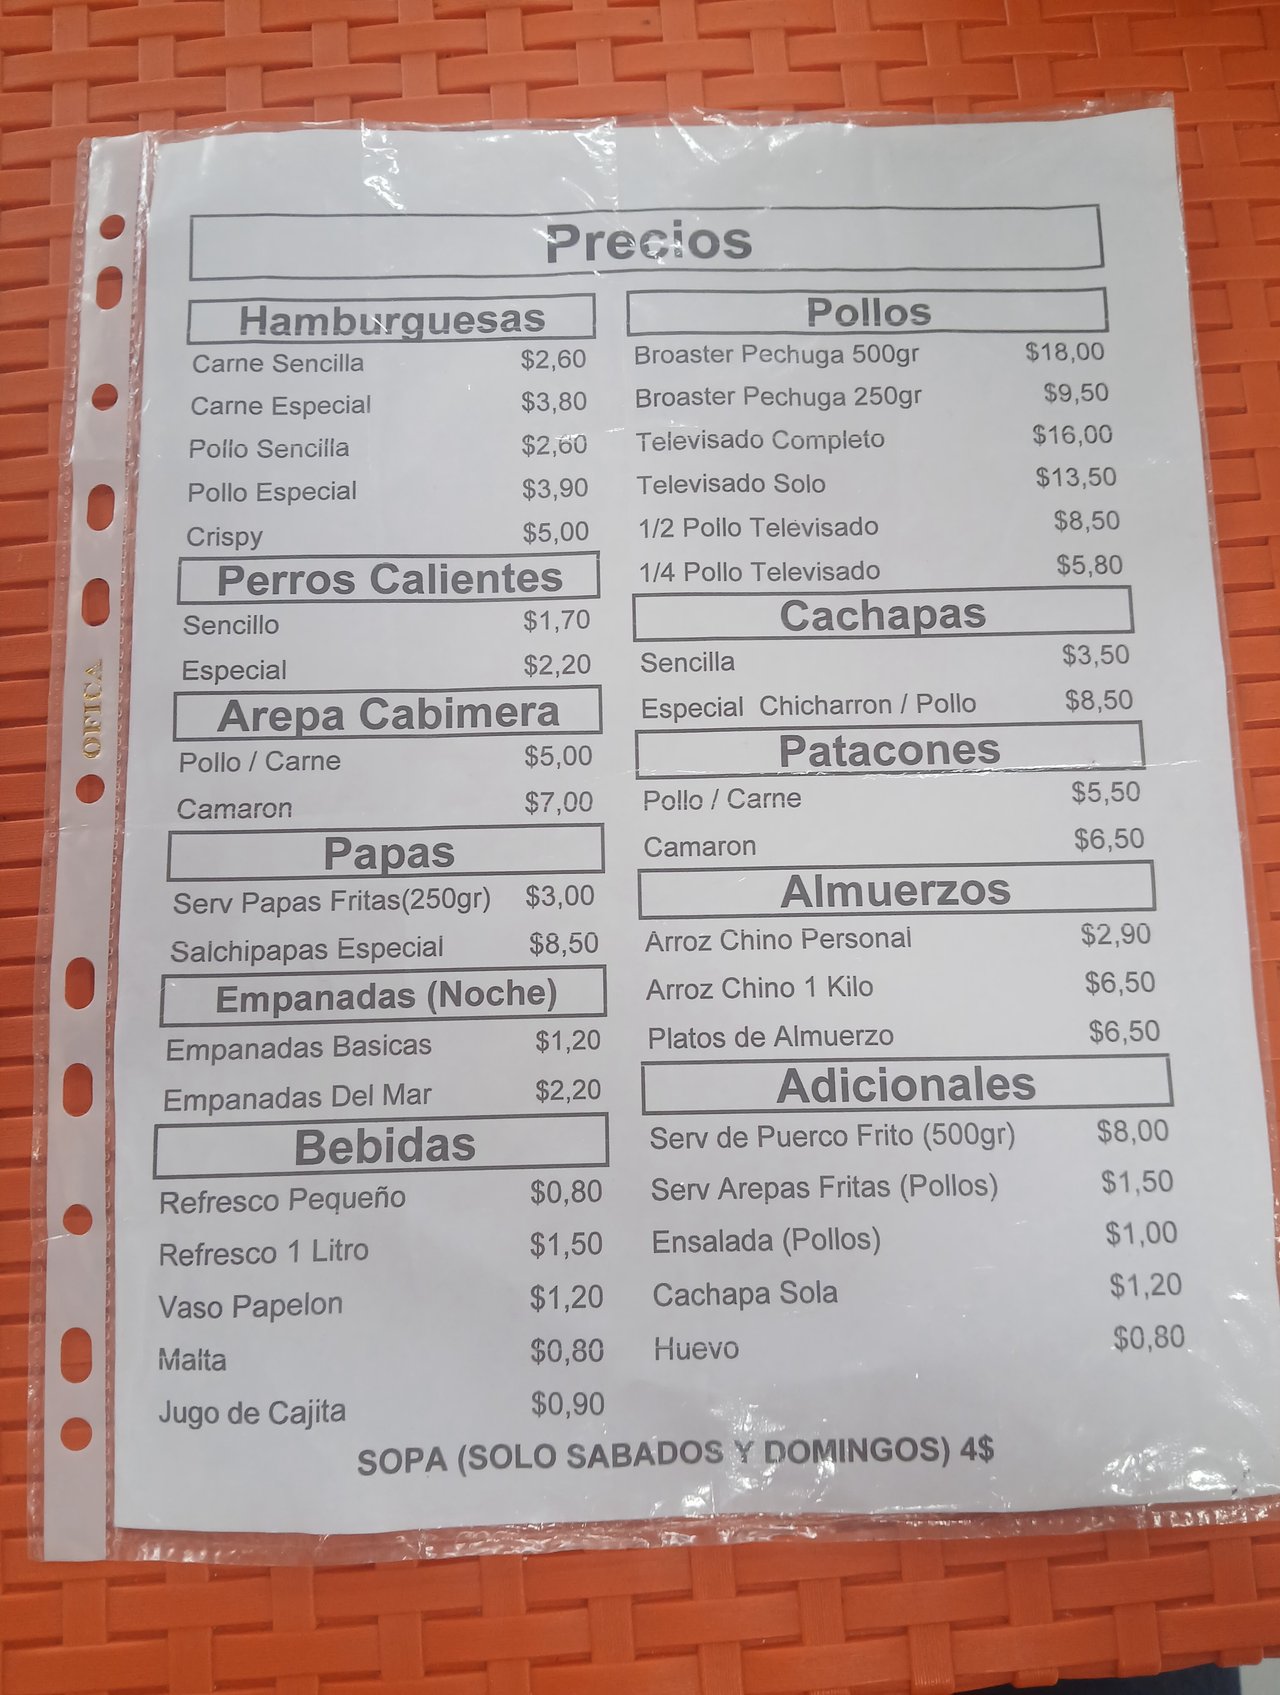 Precios
Hamburguesas
Carne Sencilla $2,60
Carne Especial $3,80
Pollo Sencilla $2,60
Pollo Especial $3,90
Crispy $5,00
Perros Calientes
Sencillo $1,70
Especial $2,20
Arepa Cabimera
Pollo / Carne $5,00
Camaron $7,00
Papas
Serv Papas Fritas(250gr) $3,00
Salchipapas Especial $8,50
Empanadas (Noche)
Empanadas Basicas $1,20
Empanadas Del Mar $2,20
Bebidas
Refresco Pequeño $0,80
Refresco 1 Litro $1,50
Vaso Papelon $1,20
Malta $0,80
Jugo de Cajita $0,90
Pollos
Broaster Pechuga 500gr $18,00
Broaster Pechuga 250gr $9,50
Televisado Completo $16,00
Televisado Solo $13,50
1/2 Pollo Televisado $8,50
1/4 Pollo Televisado $5,80
Cachapas
Sencilla $3,50
Especial Chicharron / Pollo $8,50
Patacones
Pollo / Carne $5,50
Camaron $6,50
Almuerzos
Arroz Chino Personal $2,90
Arroz Chino 1 Kilo $6,50
Platos de Almuerzo $6,50
Adicionales
Serv de Puerco Frito (500gr) $8,00
Serv Arepas Fritas (Pollos) $1,50
Ensalada (Pollos) $1,00
Cachapa Sola $1,20
Huevo $0,80
SOPA (SOLO SABADOS Y DOMINGOS) 4$
OFICA